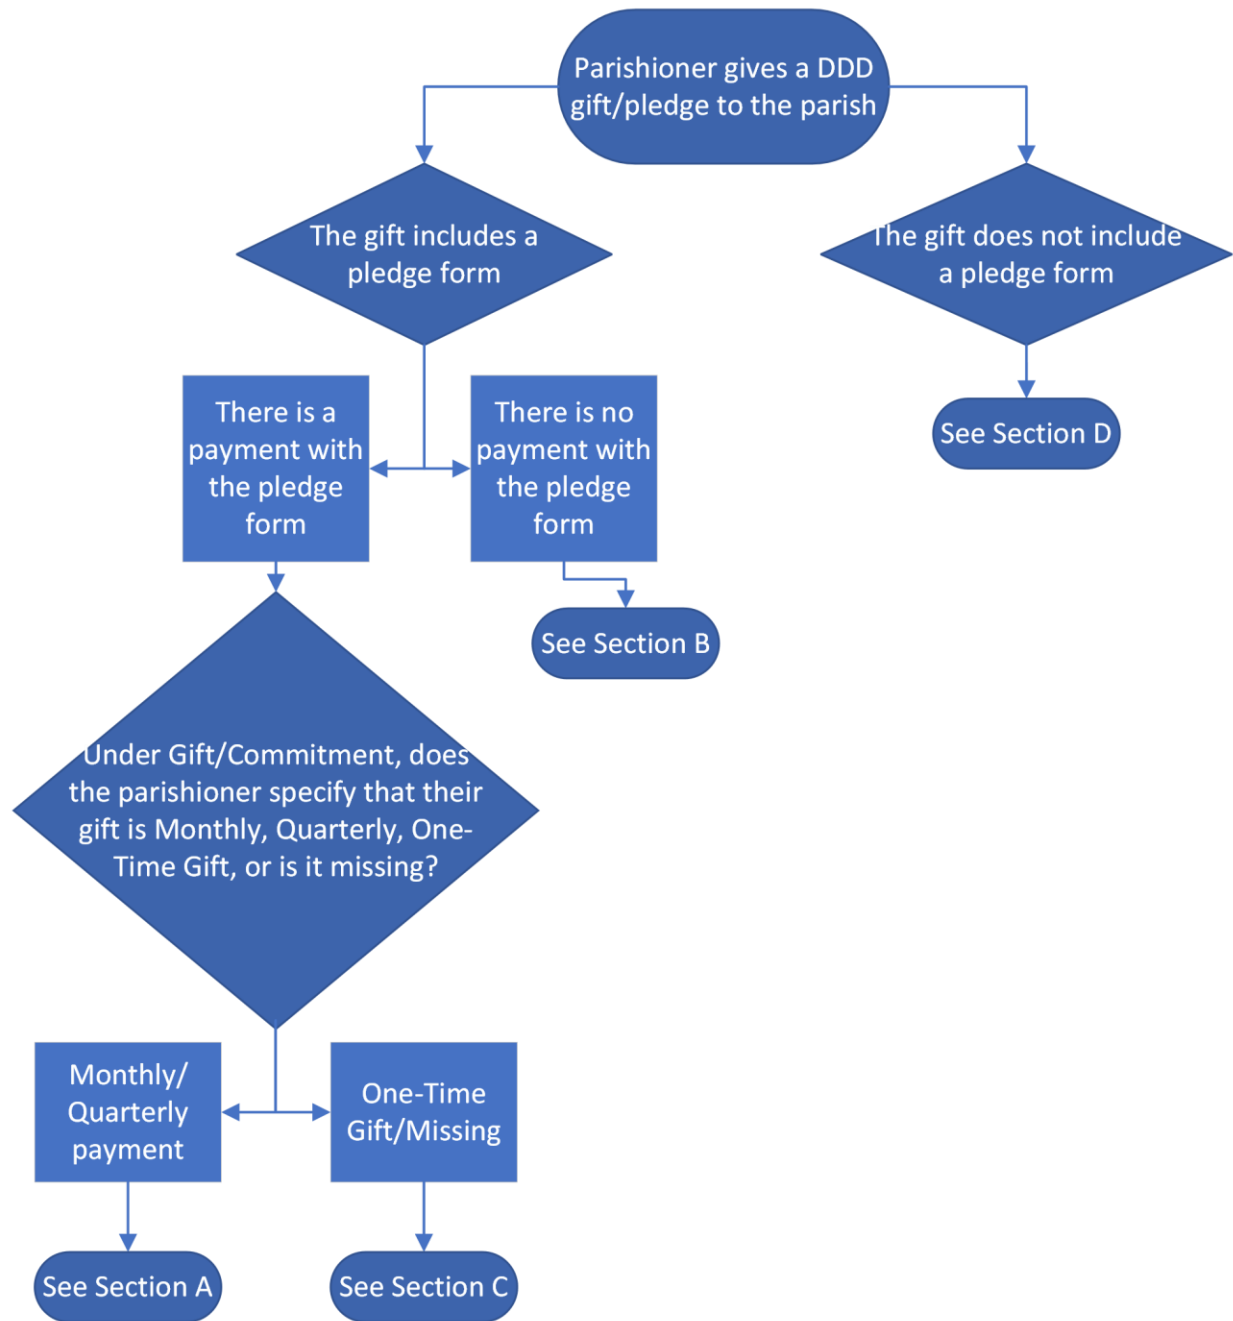 Parishioner gives a DDD
gift/pledge to the parish
The gift includes a
pledge form
The gift does not include
a pledge form
There is a
payment with
the pledge
form
There is no
payment with
the pledge
form
See Section D
See Section B
Under Gift/Commitment, does
the parishioner specify that their
gift is Monthly, Quarterly, One-
Time Gift, or is it missing?
Monthly/
Quarterly
payment
One-Time
Gift/Missing
See Section A
See Section C